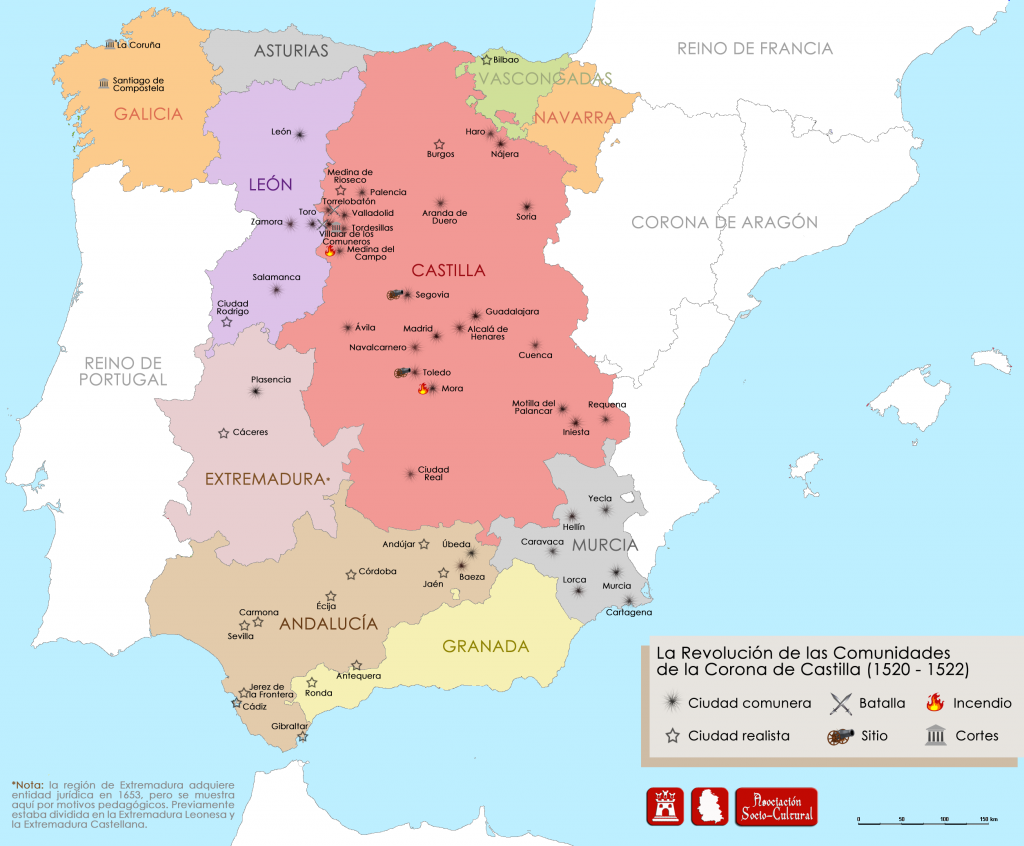 La Coruña
Santiago de
Compostela
GALICIA
ASTURIAS
Bilbao
VASCONGADAS
NAVARRA
REINO DE FRANCIA
León
LEÓN
Haro
Nájera
Burgos
Medina de
Rioseco
Palencia
Torrelobatón
Toro
Valladolid
Zamora
Tordesillas
Villalar de los
Comuneros
Medina del
Campo
Aranda de
Duero
Soria
CORONA DE ARAGÓN
CASTILLA
Salamanca
Ciudad
Rodrigo
Segovia
Guadalajara
Ávila
Madrid
Alcalá de
Henares
Navalcarnero
Cuenca
REINO DE
PORTUGAL
Toledo
Mora
Plasencia
Cáceres
EXTREMADURA*
Motilla del
Palancar
Requena
Iniesta
Ciudad
Real
Yecla
Hellín
Caravaca
MURCIA
Lorca
Murcia
Cartagena
Andújar
Úbeda
Baeza
Jaén
Córdoba
Écija
Carmona
Sevilla
ANDALUCÍA
GRANADA
Antequera
Ronda
Jerez de
la Frontera
Cádiz
Gibraltar
La Revolución de las Comunidades
de la Corona de Castilla (1520 - 1522)
Ciudad comunera
Batalla
Incendio
Ciudad realista
Sitio
Cortes
*Nota: la región de Extremadura adquiere
entidad jurídica en 1653, pero se muestra
aquí por motivos pedagógicos. Previamente
estaba dividida en la Extremadura Leonesa y
la Extremadura Castellana.
Asociación
Socio-Cultural
0 50 100 150 km